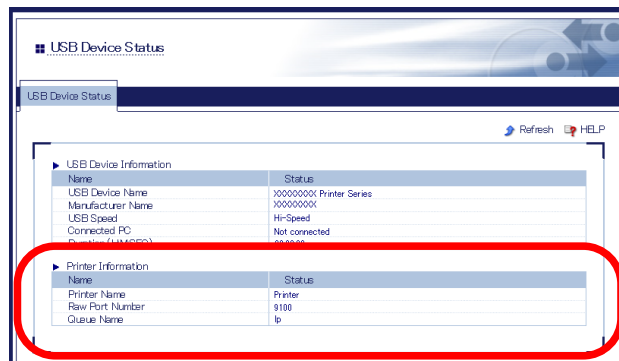 USB Device Status
USB Device Status
Refresh HELP
USB Device Information
Name Status
USB Device Name XXXXXXXX Printer Series
Manufacturer Name XXXXXXXX
USB Speed Hi-Speed
Connected PC Not connected
Printer Information
Name Status
Printer Name Printer
Raw Port Number 9100
Queue Name lp